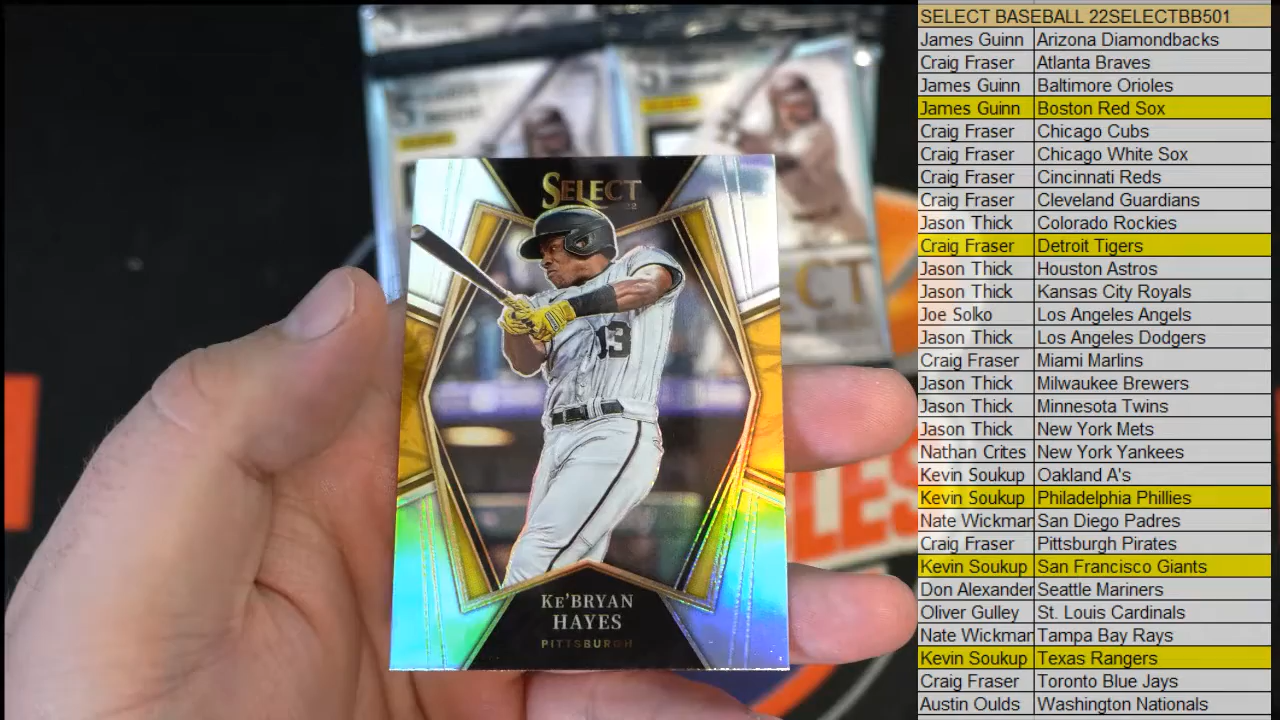 SELECT
22
13
KE'BRYAN
HAYES
PITTSBURGH
CT
LES
SELECT BASEBALL 22SELECTBB501
James Guinn Arizona Diamondbacks
Craig Fraser Atlanta Braves
James Guinn Baltimore Orioles
James Guinn Boston Red Sox
Craig Fraser Chicago Cubs
Craig Fraser Chicago White Sox
Craig Fraser Cincinnati Reds
Craig Fraser Cleveland Guardians
Jason Thick Colorado Rockies
Craig Fraser Detroit Tigers
Jason Thick Houston Astros
Jason Thick Kansas City Royals
Joe Solko Los Angeles Angels
Jason Thick Los Angeles Dodgers
Craig Fraser Miami Marlins
Jason Thick Milwaukee Brewers
Jason Thick Minnesota Twins
Jason Thick New York Mets
Nathan Crites New York Yankees
Kevin Soukup Oakland A's
Kevin Soukup Philadelphia Phillies
Nate Wickman San Diego Padres
Craig Fraser Pittsburgh Pirates
Kevin Soukup San Francisco Giants
Don Alexander Seattle Mariners
Oliver Gulley St. Louis Cardinals
Nate Wickman Tampa Bay Rays
Kevin Soukup Texas Rangers
Craig Fraser Toronto Blue Jays
Austin Oulds Washington Nationals